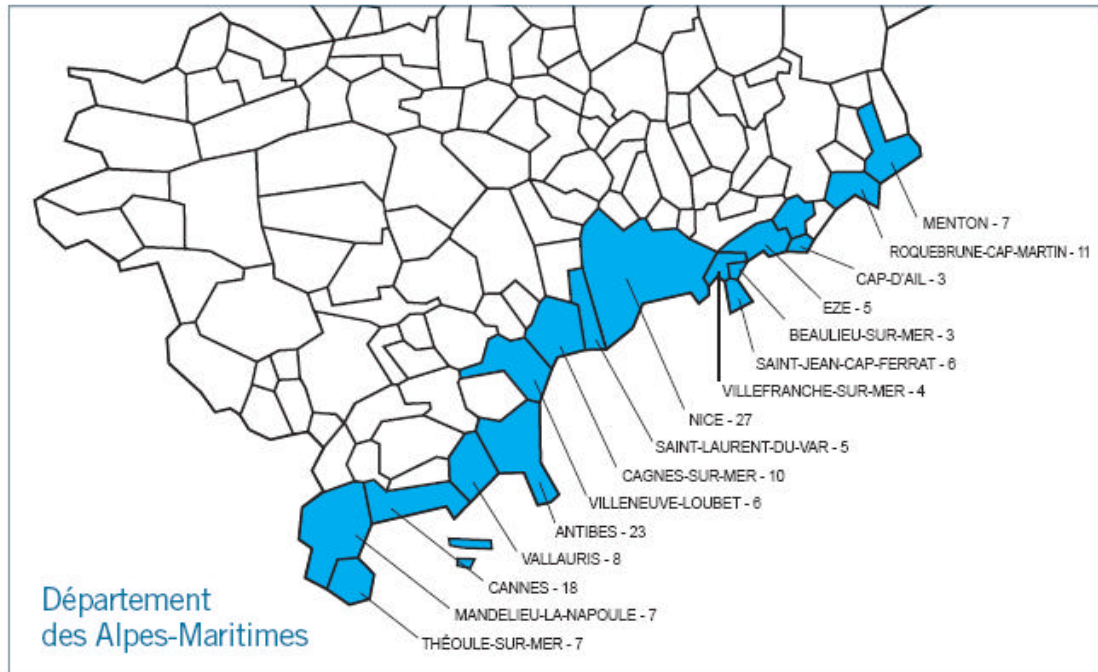 MENTON - 7
ROQUEBRUNE-CAP-MARTIN - 11
CAP-D'AIL - 3
EZE - 5
BEAULIEU-SUR-MER - 3
SAINT-JEAN-CAP-FERRAT - 6
VILLEFRANCHE-SUR-MER - 4
NICE - 27
SAINT-LAURENT-DU-VAR - 5
CAGNES-SUR-MER - 10
VILLENEUVE-LOUBET - 6
ANTIBES - 23
VALLAURIS - 8
CANNES - 18
MANDELIEU-LA-NAPOULE - 7
THÉOULE-SUR-MER - 7
Département
des Alpes-Maritimes